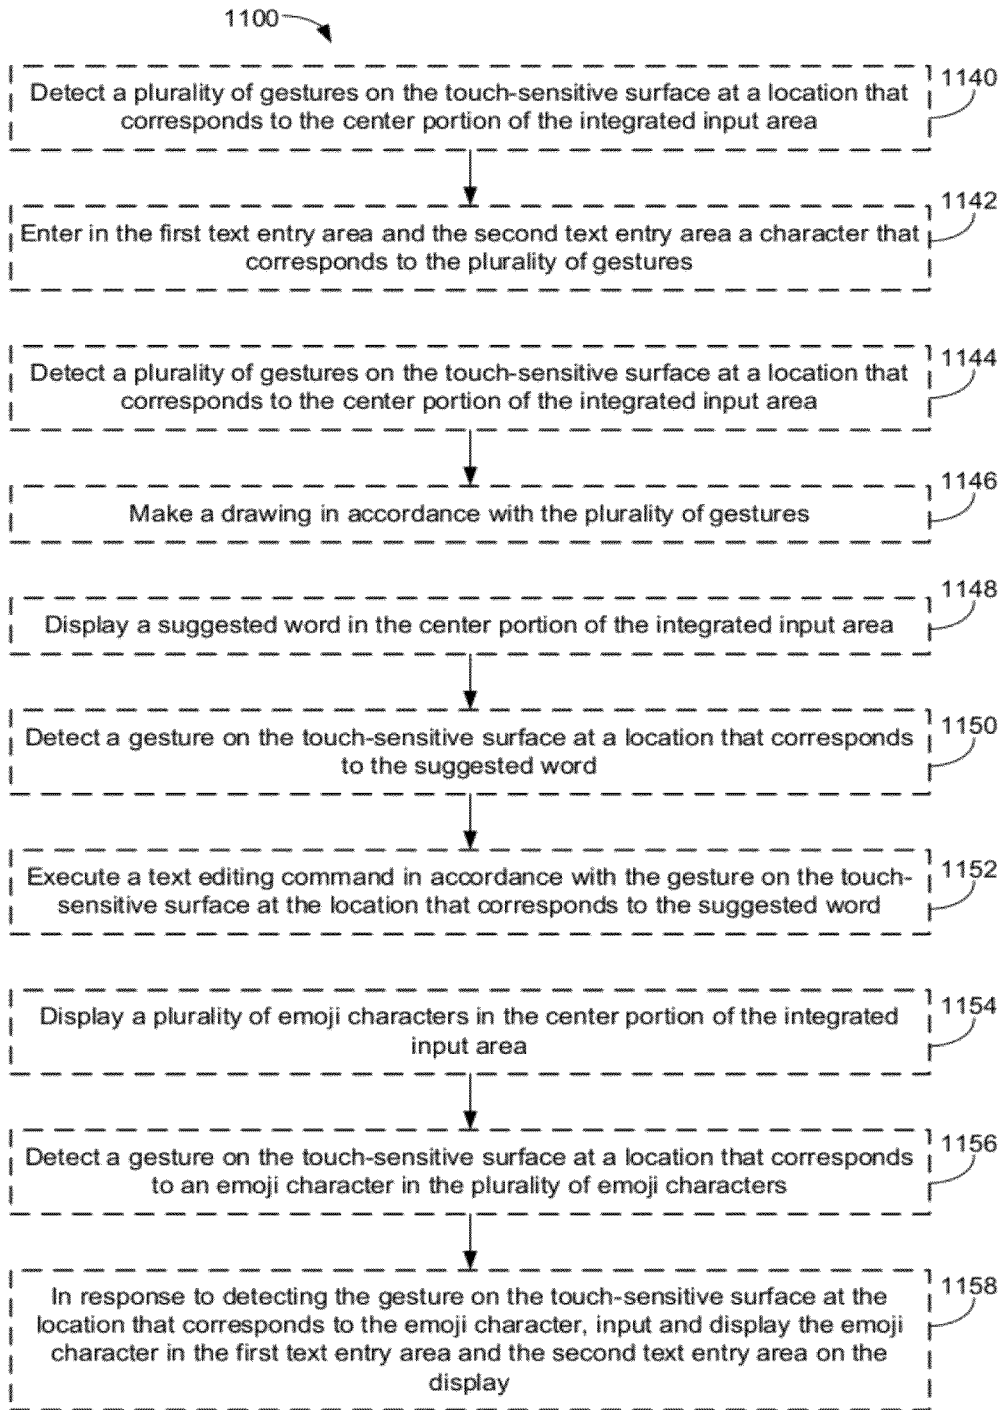 1100
1140
Detect a plurality of gestures on the touch-sensitive surface at a location that
corresponds to the center portion of the integrated input area
1142
Enter in the first text entry area and the second text entry area a character that
corresponds to the plurality of gestures
1144
Detect a plurality of gestures on the touch-sensitive surface at a location that
corresponds to the center portion of the integrated input area
1146
Make a drawing in accordance with the plurality of gestures
1148
Display a suggested word in the center portion of the integrated input area
1150
Detect a gesture on the touch-sensitive surface at a location that corresponds
to the suggested word
1152
Execute a text editing command in accordance with the gesture on the touch-
sensitive surface at the location that corresponds to the suggested word
1154
Display a plurality of emoji characters in the center portion of the integrated
input area
1156
Detect a gesture on the touch-sensitive surface at a location that corresponds
to an emoji character in the plurality of emoji characters
1158
In response to detecting the gesture on the touch-sensitive surface at the
location that corresponds to the emoji character, input and display the emoji
character in the first text entry area and the second text entry area on the
display